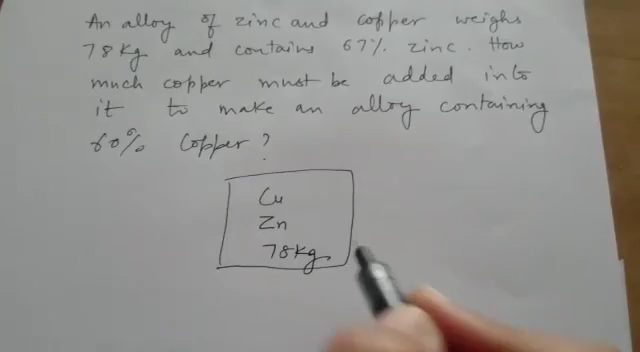 An alloy of zinc and copper weighs
78 Kg and contains 67% zinc. How
much copper must be added into
it to make an alloy containing
60% Copper?
Cu
Zn
78Kg